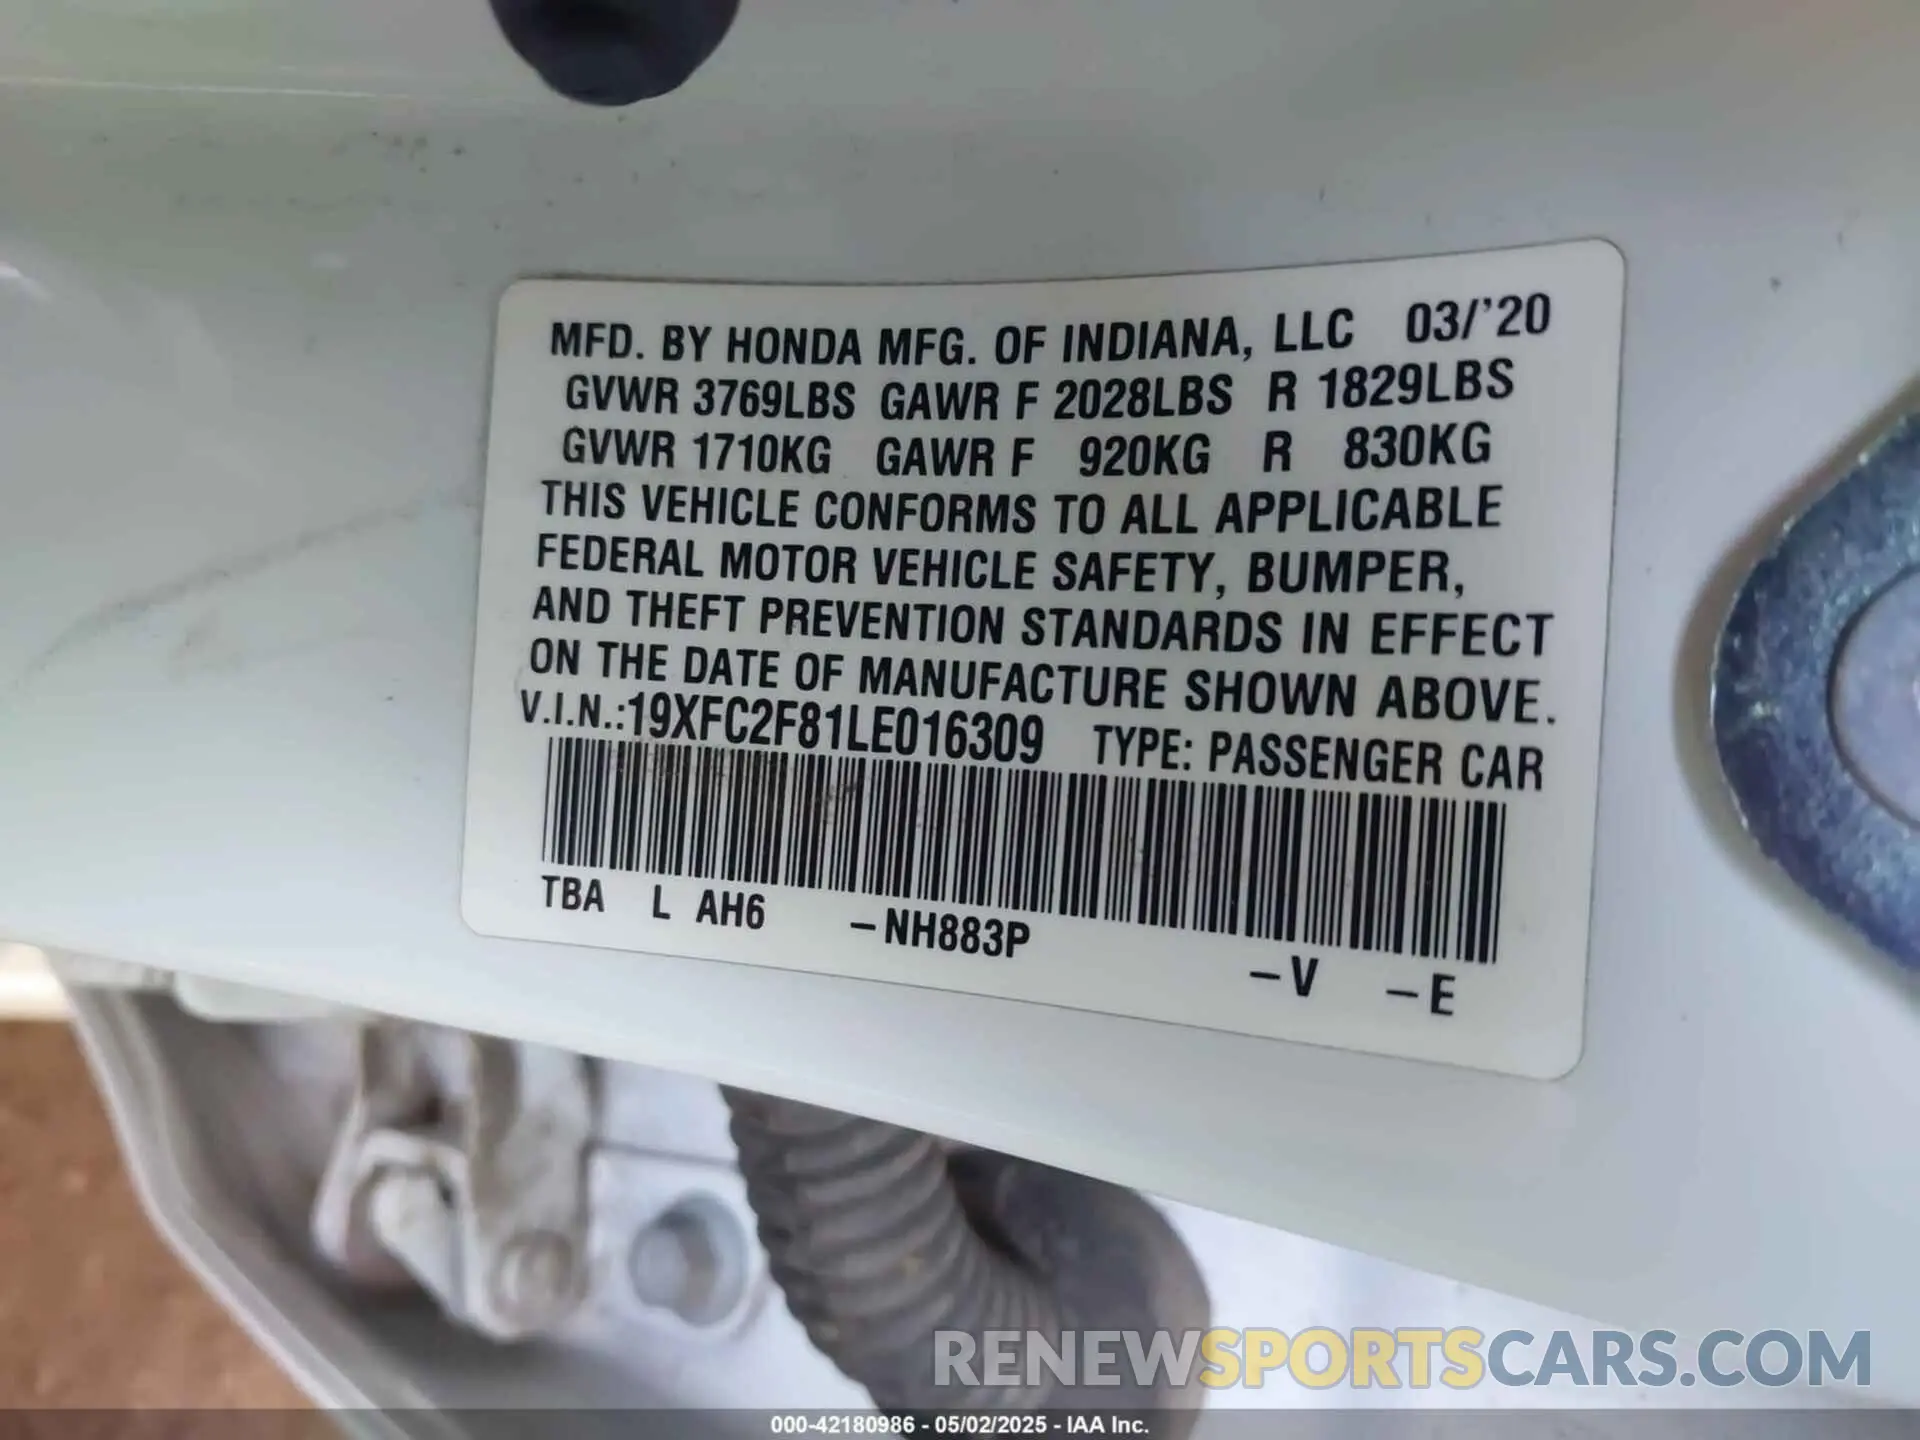 MFD. BY HONDA MFG. OF INDIANA, LLC 03/'20
GVWR 3769LBS GAWR F 2028LBS R 1829LBS
GVWR 1710KG GAWR F 920KG R 830KG
THIS VEHICLE CONFORMS TO ALL APPLICABLE
FEDERAL MOTOR VEHICLE SAFETY, BUMPER,
AND THEFT PREVENTION STANDARDS IN EFFECT
ON THE DATE OF MANUFACTURE SHOWN ABOVE.
V.I.N.:19XFC2F81LE016309 TYPE: PASSENGER CAR
TBA L AH6 –NH883P –V –E
RENEWSPORTSCARS.COM
000-42180986 - 05/02/2025 - IAA Inc.